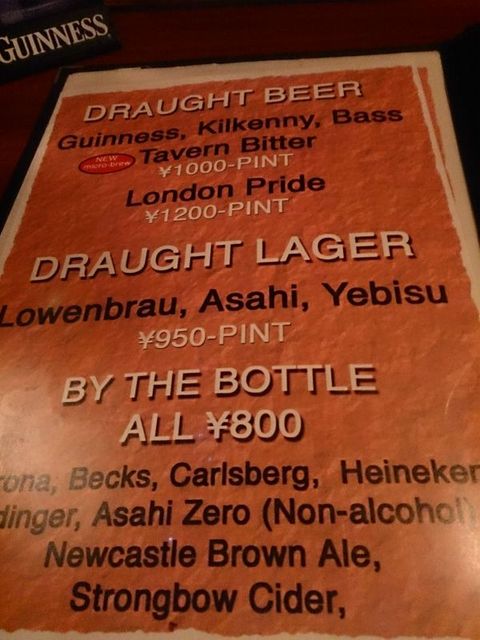 GUINNESS
DRAUGHT BEER
Guinness, Kilkenny, Bass
NEW
micro-brew
Tavern Bitter
¥1000-PINT
London Pride
¥1200-PINT
DRAUGHT LAGER
Lowenbrau, Asahi, Yebisu
¥950-PINT
BY THE BOTTLE
ALL ¥800
rona, Becks, Carlsberg, Heineken
dinger, Asahi Zero (Non-alcohol)
Newcastle Brown Ale,
Strongbow Cider,